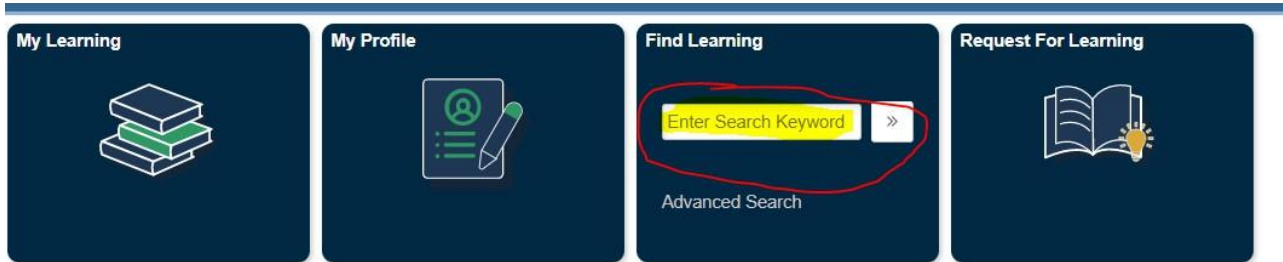 My Learning
My Profile
Find Learning
Enter Search Keyword
»
Advanced Search
Request For Learning